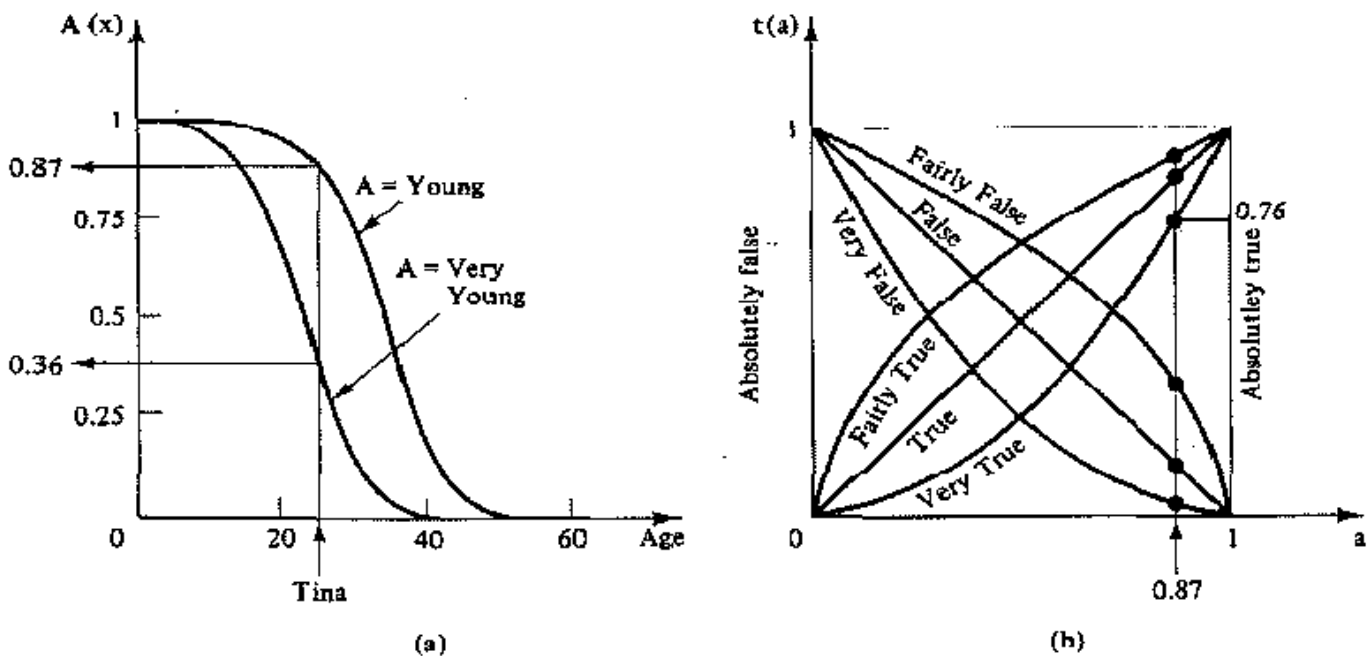 A (x)
1
0.87
0.75
0.5
0.36
0.25
0
20
40
60
Age
A = Young
A = Very
Young
Tina
(a)
t(a)
1
Absolutely false
Fairly False
False
Very False
Fairly True
True
Very True
0.76
Absolutley true
0
1
a
0.87
(b)